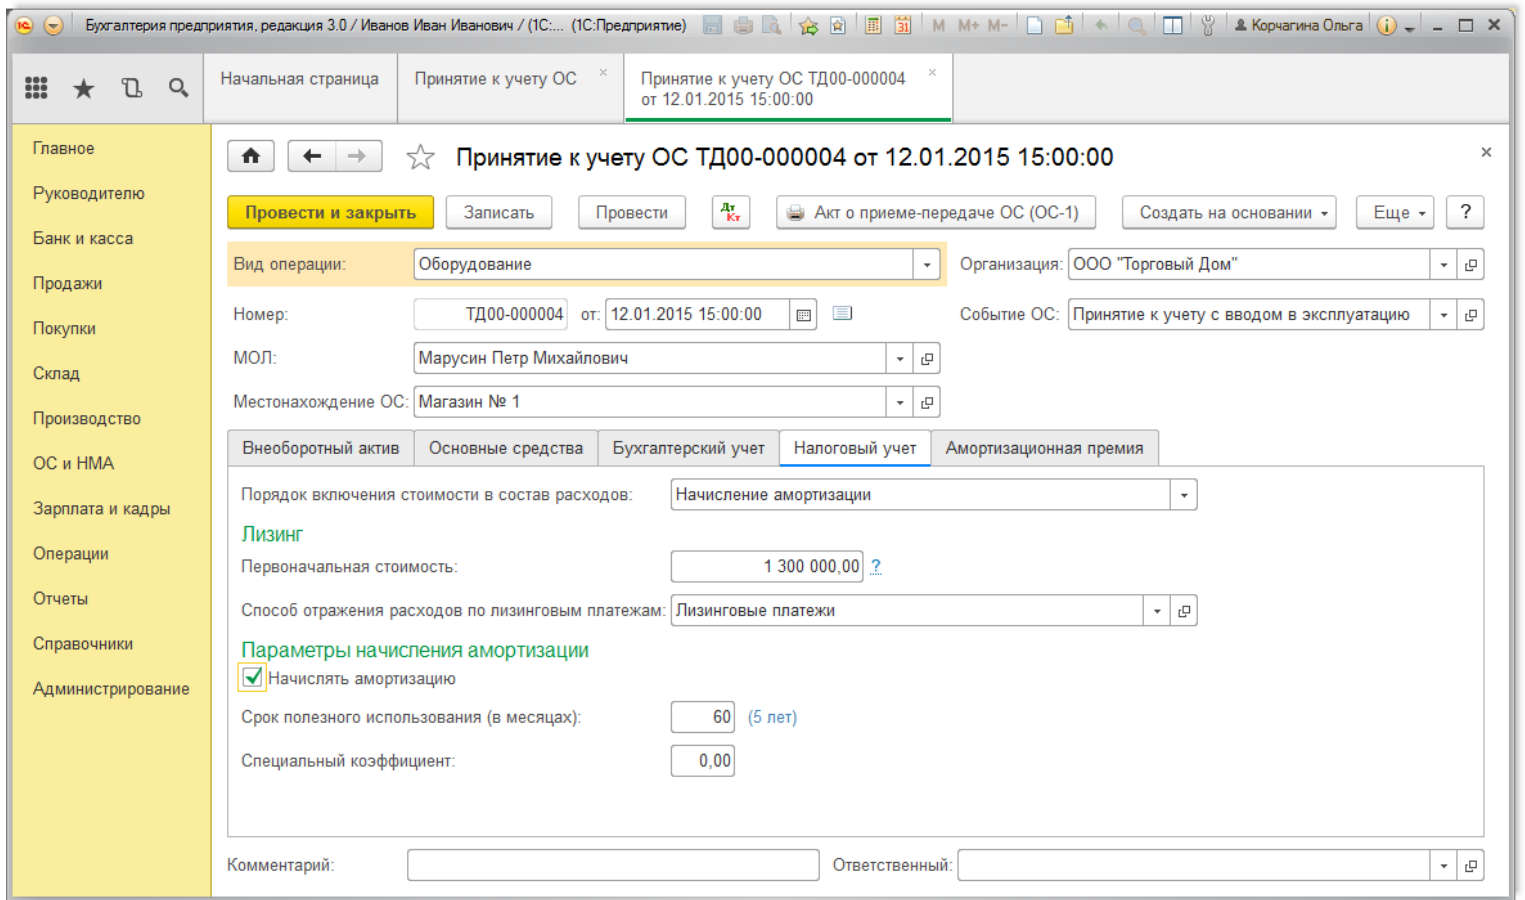 Бухгалтерия предприятия, редакция 3.0 / Иванов Иван Иванович / (1С:... (1С:Предприятие) 31 M M+ M- Корчагина Ольга
Начальная страница
Принятие к учету ОС
Принятие к учету ОС ТД00-000004
от 12.01.2015 15:00:00
Главное
Руководителю
Банк и касса
Продажи
Покупки
Склад
Производство
ОС и НМА
Зарплата и кадры
Операции
Отчеты
Справочники
Администрирование
Принятие к учету ОС ТД00-000004 от 12.01.2015 15:00:00
Провести и закрыть Записать Провести Дт Кт Акт о приеме-передаче ОС (ОС-1) Создать на основании Еще ?
Вид операции: Оборудование Организация: ООО "Торговый Дом"
Номер: ТД00-000004 от: 12.01.2015 15:00:00 Событие ОС: Принятие к учету с вводом в эксплуатацию
МОЛ: Марусин Петр Михайлович
Местонахождение ОС: Магазин № 1
Внеоборотный актив Основные средства Бухгалтерский учет Налоговый учет Амортизационная премия
Порядок включения стоимости в состав расходов: Начисление амортизации
Лизинг
Первоначальная стоимость: 1 300 000,00 ?
Способ отражения расходов по лизинговым платежам: Лизинговые платежи
Параметры начисления амортизации
Начислять амортизацию
Срок полезного использования (в месяцах): 60 (5 лет)
Специальный коэффициент: 0,00
Комментарий: Ответственный: